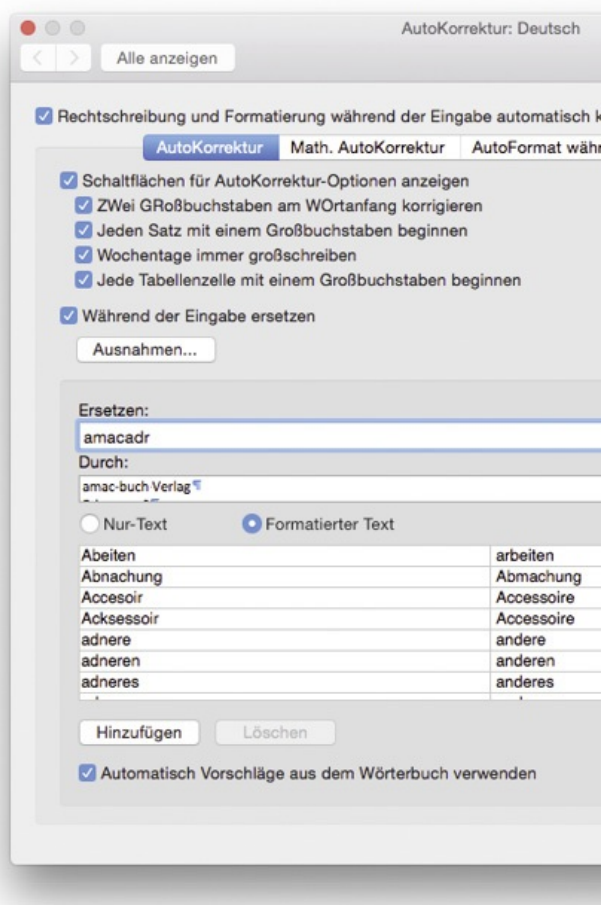 AutoKorrektur: Deutsch
Alle anzeigen
Rechtschreibung und Formatierung während der Eingabe automatisch k
AutoKorrektur Math. AutoKorrektur AutoFormat währ
Schaltflächen für AutoKorrektur-Optionen anzeigen
ZWei GRoßbuchstaben am WOrtanfang korrigieren
Jeden Satz mit einem Großbuchstaben beginnen
Wochentage immer großschreiben
Jede Tabellenzelle mit einem Großbuchstaben beginnen
Während der Eingabe ersetzen
Ausnahmen...
Ersetzen:
amacadr
Durch:
amac-buch·Verlag¶
Nur-Text Formatierter Text
Abeiten arbeiten
Abnachung Abmachung
Accesoir Accessoire
Acksessoir Accessoire
adnere andere
adneren anderen
adneres anderes
Hinzufügen Löschen
Automatisch Vorschläge aus dem Wörterbuch verwenden